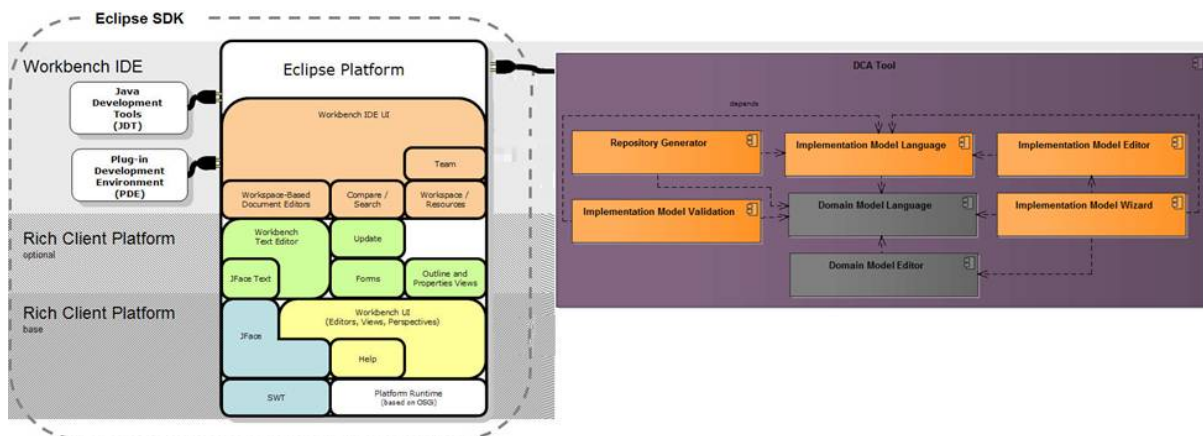 Eclipse SDK
Workbench IDE
Java
Development
Tools
(JDT)
Plug-in
Development
Environment
(PDE)
Rich Client Platform
optional
Rich Client Platform
base
Eclipse Platform
Workbench IDE UI
Team
Workspace-Based
Document Editors
Compare /
Search
Workspace /
Resources
Workbench
Text Editor
Update
JFace Text
Forms
Outline and
Properties Views
Workbench UI
(Editors, Views, Perspectives)
JFace
Help
SWT
Platform Runtime
(based on OSGi)
DCA Tool
depends
Repository Generator
Implementation Model Language
Implementation Model Editor
Implementation Model Validation
Domain Model Language
Implementation Model Wizard
Domain Model Editor